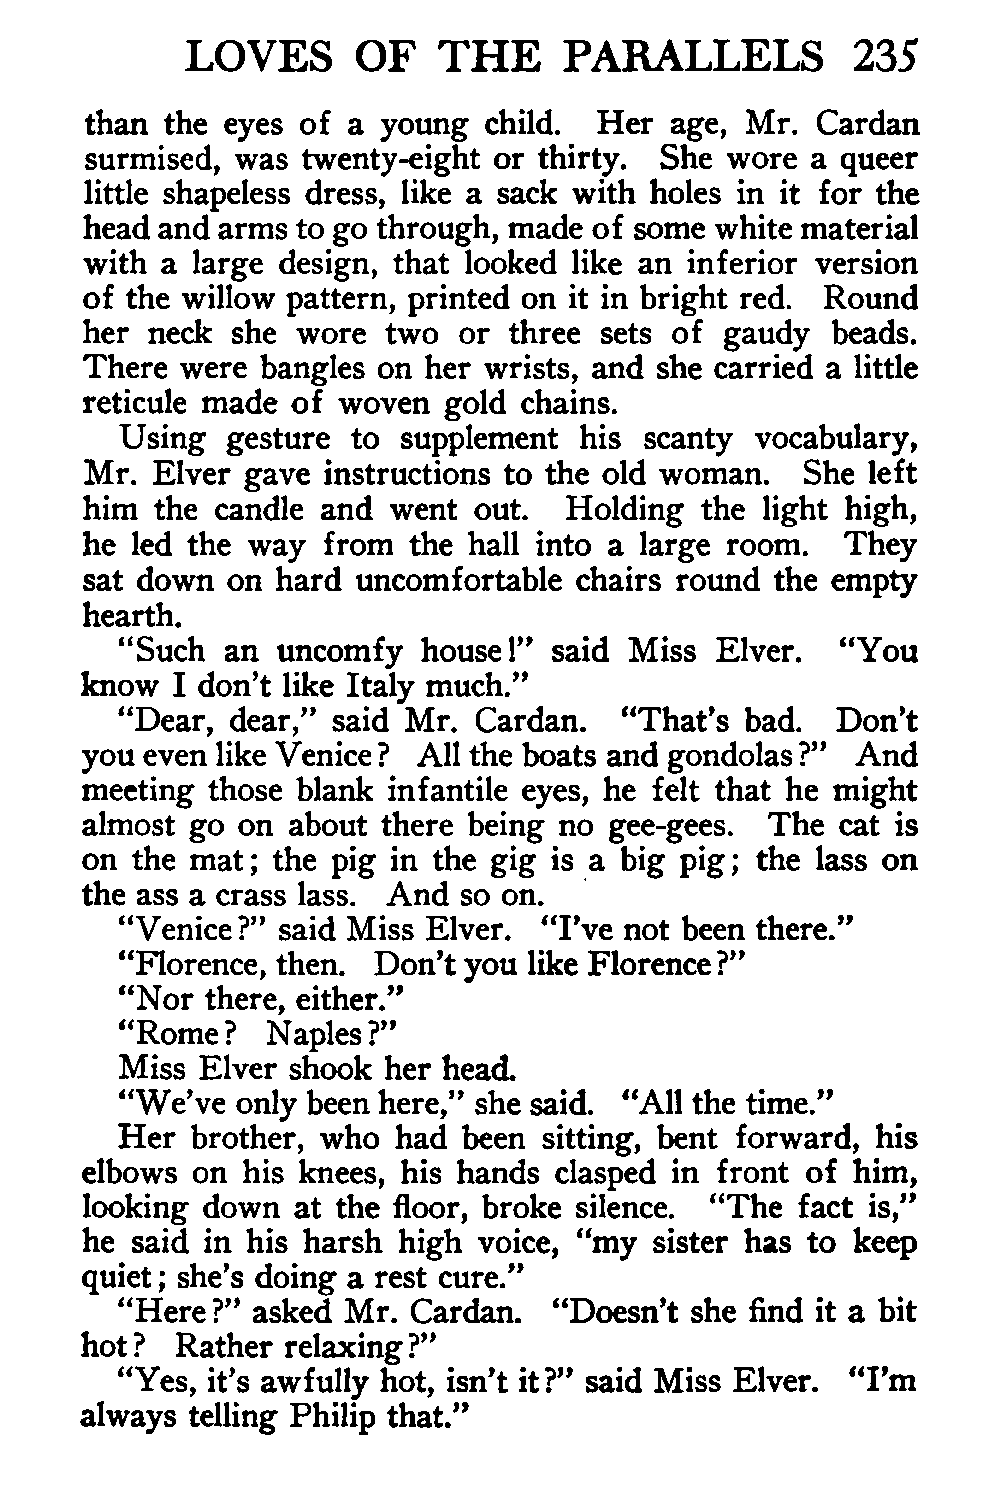 LOVES OF THE PARALLELS 235
than the eyes of a young child. Her age, Mr. Cardan
surmised, was twenty-eight or thirty. She wore a queer
little shapeless dress, like a sack with holes in it for the
head and arms to go through, made of some white material
with a large design, that looked like an inferior version
of the willow pattern, printed on it in bright red. Round
her neck she wore two or three sets of gaudy beads.
There were bangles on her wrists, and she carried a little
reticule made of woven gold chains.
Using gesture to supplement his scanty vocabulary,
Mr. Elver gave instructions to the old woman. She left
him the candle and went out. Holding the light high,
he led the way from the hall into a large room. They
sat down on hard uncomfortable chairs round the empty
hearth.
“Such an uncomfy house!” said Miss Elver. “You
know I don’t like Italy much.”
“Dear, dear,” said Mr. Cardan. “That’s bad. Don’t
you even like Venice? All the boats and gondolas?” And
meeting those blank infantile eyes, he felt that he might
almost go on about there being no gee-gees. The cat is
on the mat; the pig in the gig is a big pig; the lass on
the ass a crass lass. And so on.
“Venice?” said Miss Elver. “I’ve not been there.”
“Florence, then. Don’t you like Florence?”
“Nor there, either.”
“Rome? Naples?”
Miss Elver shook her head.
“We’ve only been here,” she said. “All the time.”
Her brother, who had been sitting, bent forward, his
elbows on his knees, his hands clasped in front of him,
looking down at the floor, broke silence. “The fact is,”
he said in his harsh high voice, “my sister has to keep
quiet; she’s doing a rest cure.”
“Here?” asked Mr. Cardan. “Doesn’t she find it a bit
hot? Rather relaxing?”
“Yes, it’s awfully hot, isn’t it?” said Miss Elver. “I’m
always telling Philip that.”